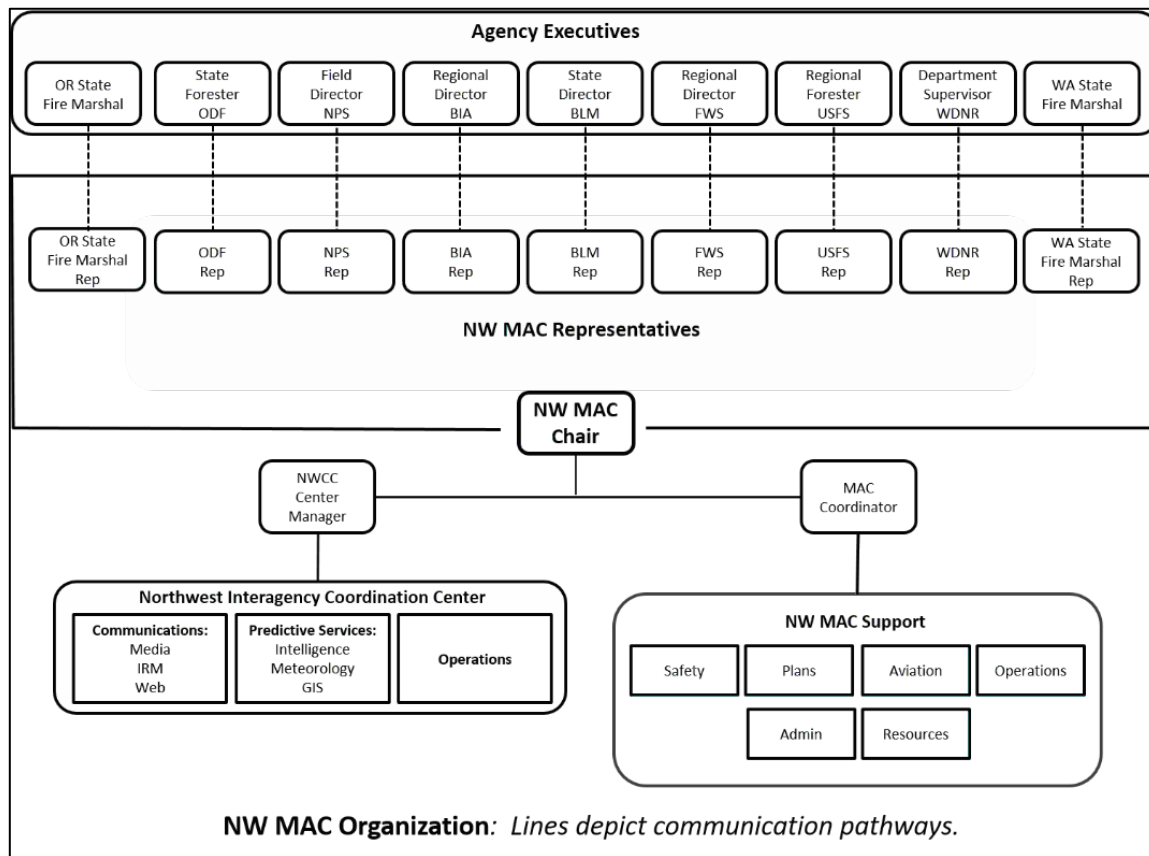 Agency Executives
OR State
Fire Marshal
State
Forester
ODF
Field
Director
NPS
Regional
Director
BIA
State
Director
BLM
Regional
Director
FWS
Regional
Forester
USFS
Department
Supervisor
WDNR
WA State
Fire Marshal
OR State
Fire Marshal
Rep
ODF
Rep
NPS
Rep
BIA
Rep
BLM
Rep
FWS
Rep
USFS
Rep
WDNR
Rep
WA State
Fire Marshal
Rep
NW MAC Representatives
NW MAC
Chair
NWCC
Center
Manager
MAC
Coordinator
Northwest Interagency Coordination Center
Communications:
Media
IRM
Web
Predictive Services:
Intelligence
Meteorology
GIS
Operations
NW MAC Support
Safety
Plans
Aviation
Operations
Admin
Resources
NW MAC Organization: Lines depict communication pathways.